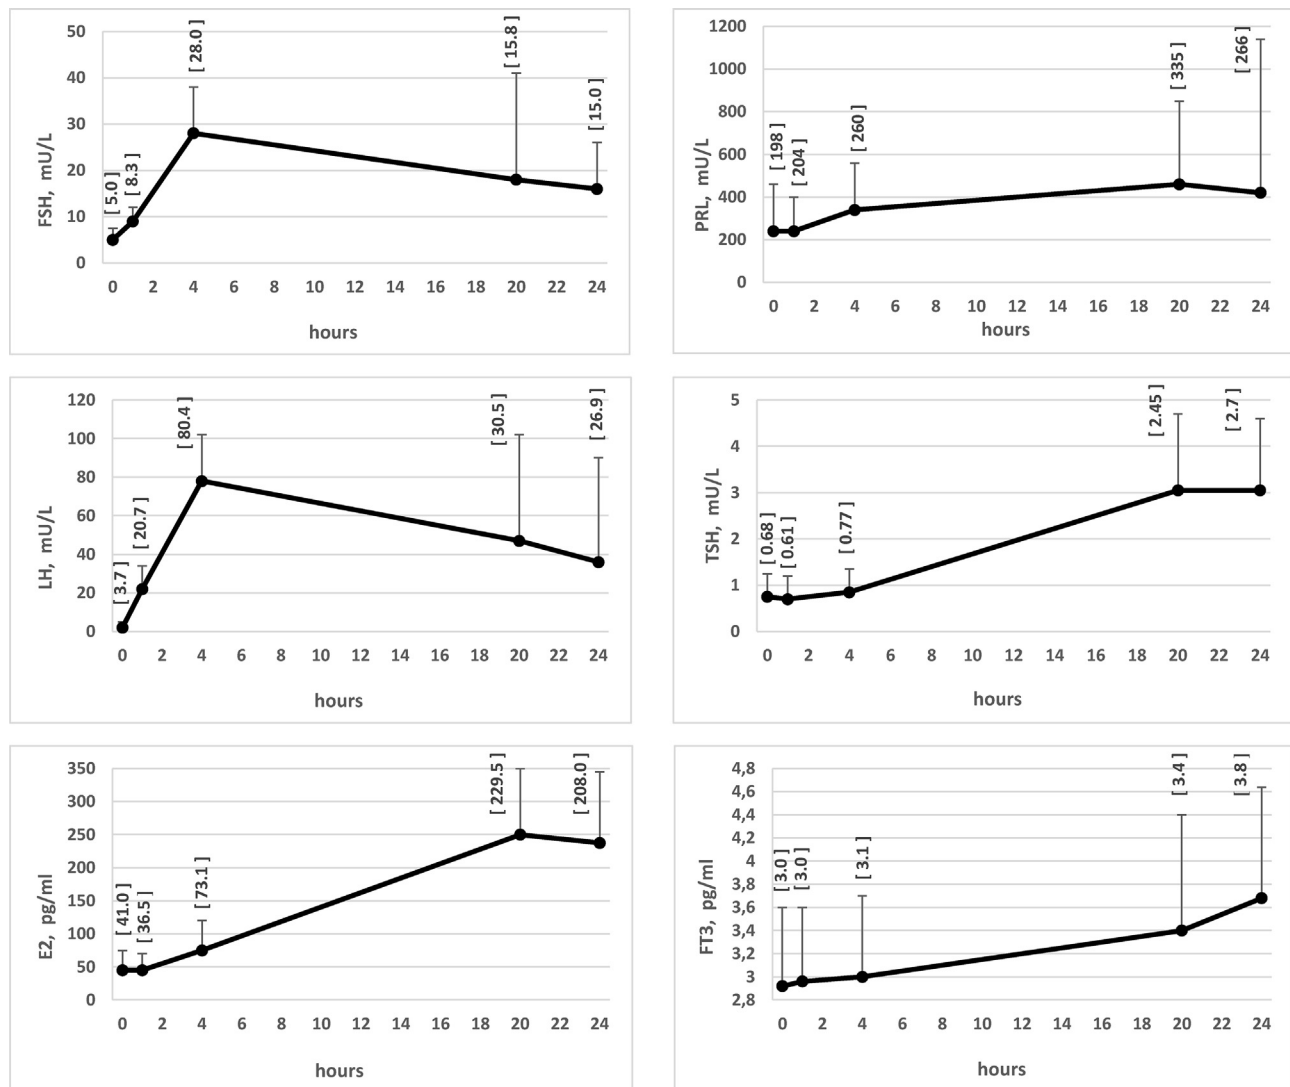 FSH, mU/L
50
40
30
20
10
0
[ 5.0 ]
[ 8.3 ]
[ 28.0 ]
[ 15.8 ]
[ 15.0 ]
0 2 4 6 8 10 12 14 16 18 20 22 24
hours
PRL, mU/L
1200
1000
800
600
400
200
0
[ 198 ]
[ 204 ]
[ 260 ]
[ 335 ]
[ 266 ]
0 2 4 6 8 10 12 14 16 18 20 22 24
hours
LH, mU/L
120
100
80
60
40
20
0
[ 3.7 ]
[ 20.7 ]
[ 80.4 ]
[ 30.5 ]
[ 26.9 ]
0 2 4 6 8 10 12 14 16 18 20 22 24
hours
TSH, mU/L
5
4
3
2
1
0
[ 0.68 ]
[ 0.61 ]
[ 0.77 ]
[ 2.45 ]
[ 2.7 ]
0 2 4 6 8 10 12 14 16 18 20 22 24
hours
E2, pg/ml
350
300
250
200
150
100
50
0
[ 41.0 ]
[ 36.5 ]
[ 73.1 ]
[ 229.5 ]
[ 208.0 ]
0 2 4 6 8 10 12 14 16 18 20 22 24
hours
FT3, pg/ml
4,8
4,6
4,4
4,2
4
3,8
3,6
3,4
3,2
3
2,8
[ 3.0 ]
[ 3.0 ]
[ 3.1 ]
[ 3.4 ]
[ 3.8 ]
0 2 4 6 8 10 12 14 16 18 20 22 24
hours